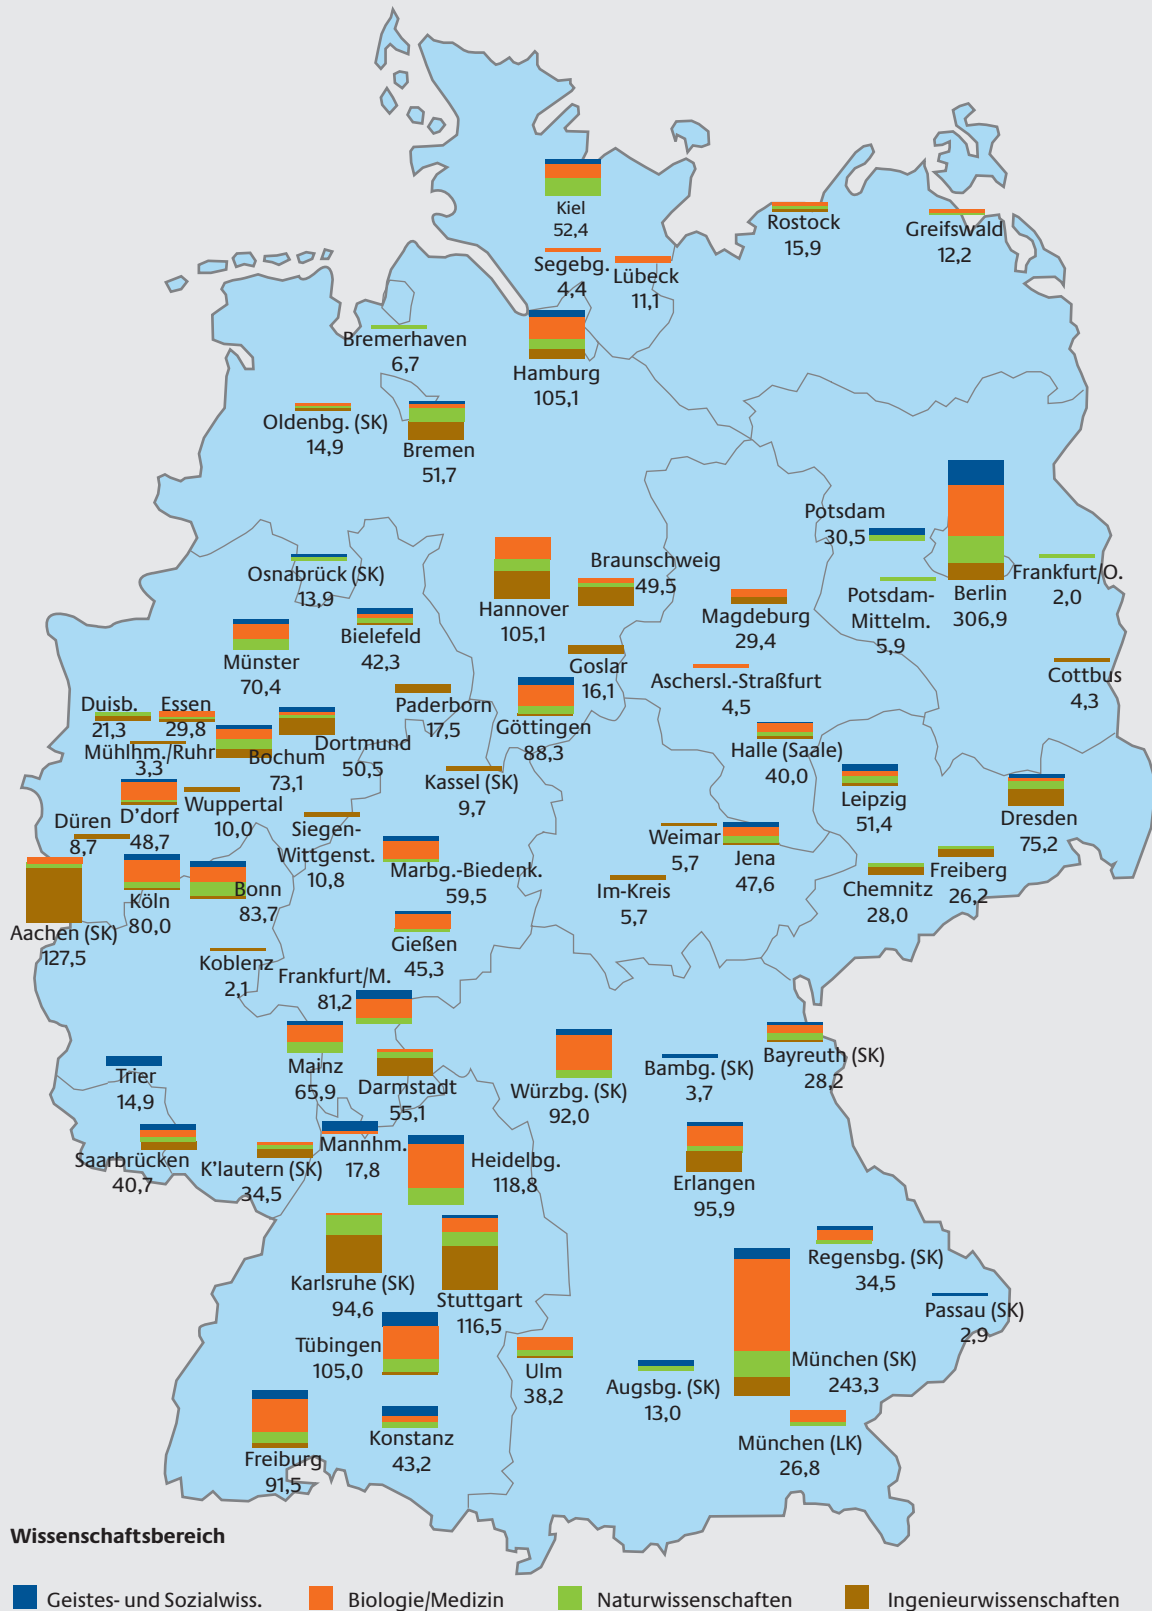 Kiel
52,4
Segebg.
4,4
Lübeck
11,1
Rostock
15,9
Greifswald
12,2
Bremerhaven
6,7
Hamburg
105,1
Oldenbg. (SK)
14,9
Bremen
51,7
Potsdam
30,5
Berlin
306,9
Frankfurt/O.
2,0
Potsdam-
Mittelm.
5,9
Osnabrück (SK)
13,9
Hannover
105,1
Braunschweig
49,5
Magdeburg
29,4
Bielefeld
42,3
Münster
70,4
Goslar
16,1
Aschersl.-Straßfurt
4,5
Cottbus
4,3
Paderborn
17,5
Göttingen
88,3
Duisb.
21,3
Essen
29,8
Mühlhm./Ruhr
3,3
Bochum
73,1
Dortmund
50,5
Kassel (SK)
9,7
Halle (Saale)
40,0
Leipzig
51,4
Dresden
75,2
D'dorf
48,7
Wuppertal
10,0
Düren
8,7
Siegen-
Wittgenst.
10,8
Marbg.-Biedenk.
59,5
Weimar
5,7
Jena
47,6
Im-Kreis
5,7
Chemnitz
28,0
Freiberg
26,2
Aachen (SK)
127,5
Köln
80,0
Bonn
83,7
Gießen
45,3
Koblenz
2,1
Frankfurt/M.
81,2
Mainz
65,9
Darmstadt
55,1
Würzbg. (SK)
92,0
Bambg. (SK)
3,7
Bayreuth (SK)
28,2
Trier
14,9
Saarbrücken
40,7
K'lautern (SK)
34,5
Mannhm.
17,8
Heidelbg.
118,8
Erlangen
95,9
Karlsruhe (SK)
94,6
Stuttgart
116,5
Regensbg. (SK)
34,5
Passau (SK)
2,9
Tübingen
105,0
Ulm
38,2
Augsbg. (SK)
13,0
München (SK)
243,3
München (LK)
26,8
Konstanz
43,2
Freiburg
91,5
Wissenschaftsbereich
Geistes- und Sozialwiss. Biologie/Medizin Naturwissenschaften Ingenieurwissenschaften